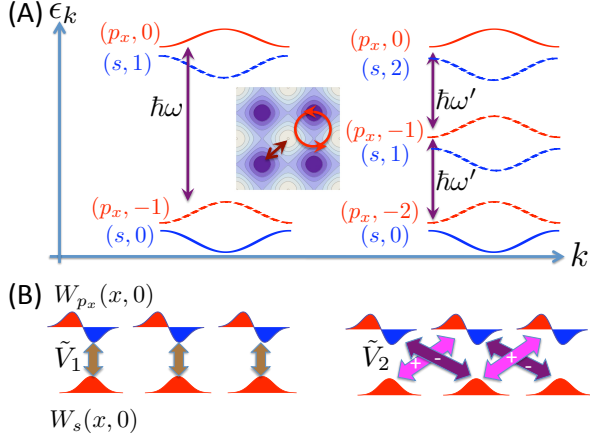 (A)
ϵ_k
(p_x, 0)
(s, 1)
ħω
(p_x, −1)
(s, 0)
(p_x, 0)
(s, 2)
ħω′
(p_x, −1)
(s, 1)
ħω′
(p_x, −2)
(s, 0)
k
(B)
W_{p_x}(x, 0)
Ṽ_1
W_s(x, 0)
Ṽ_2
+ - + -